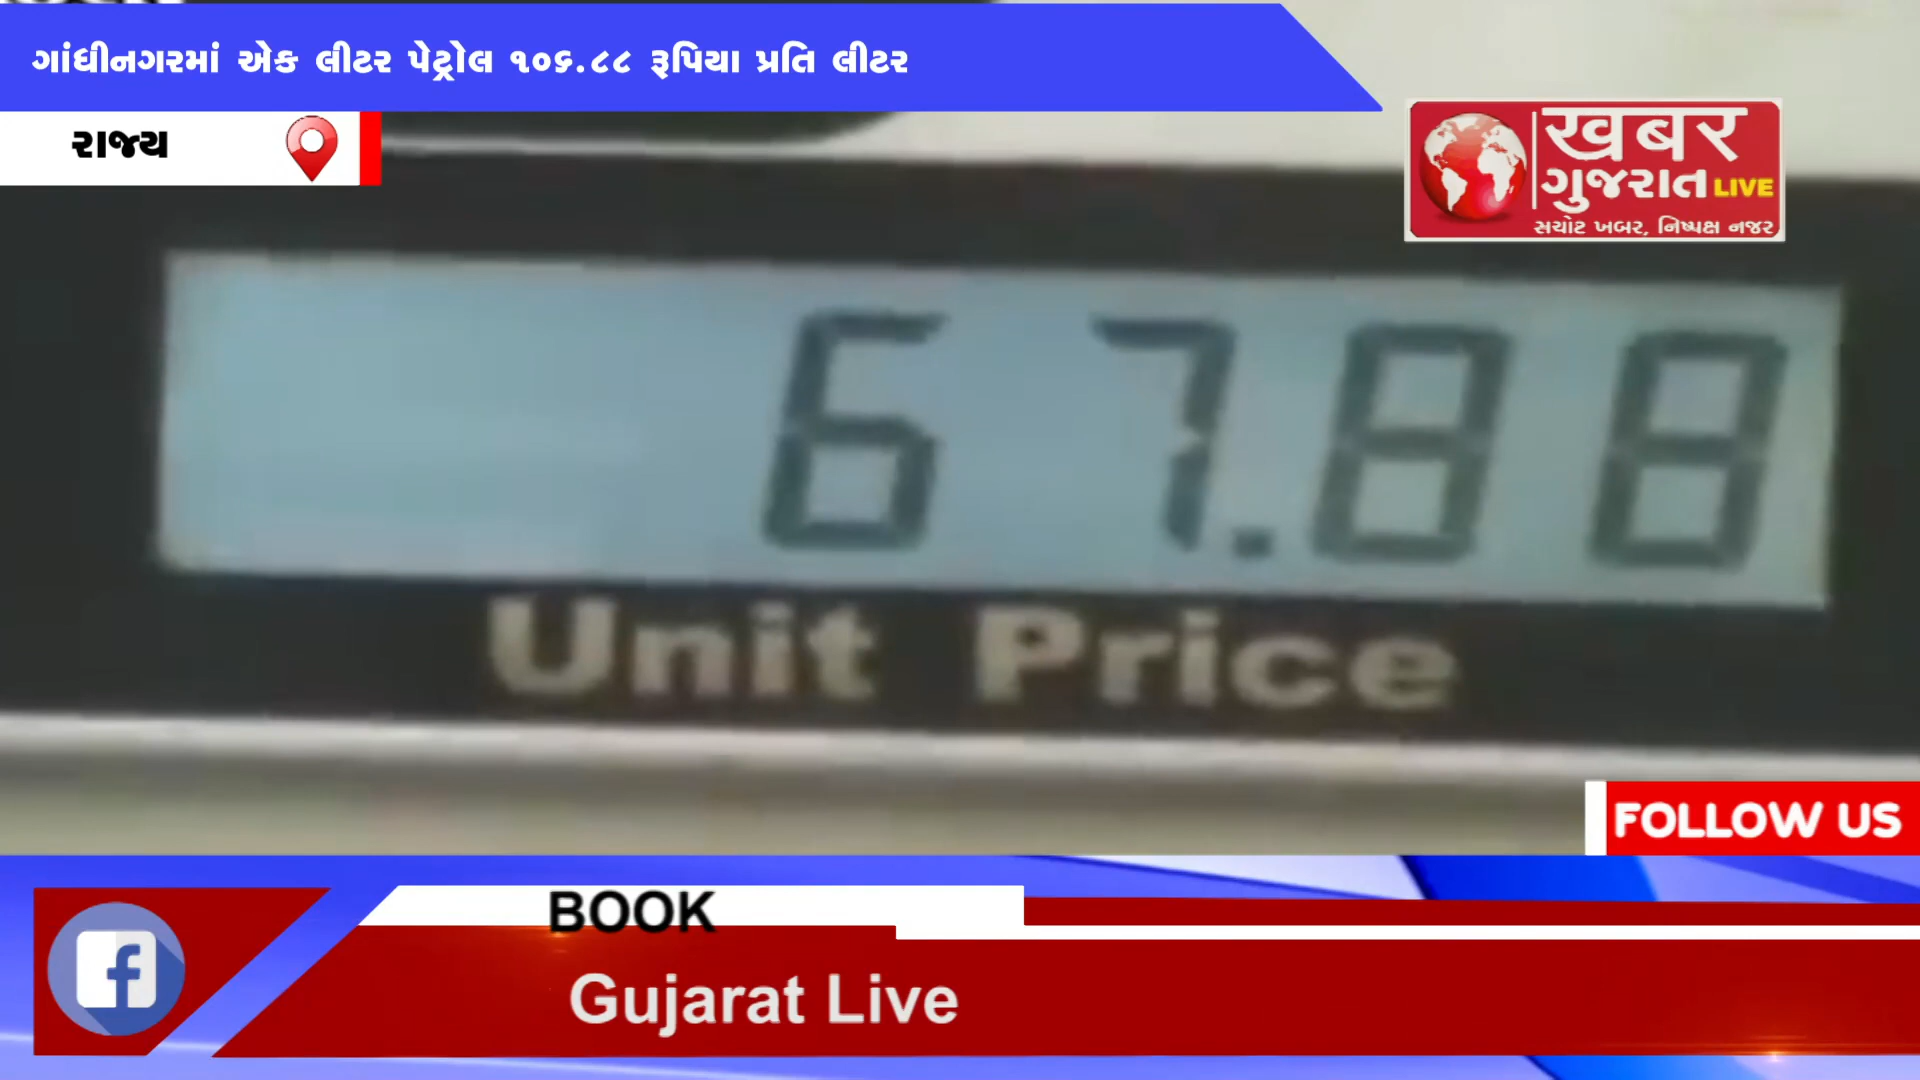 ગાંધીનગરમાં એક લીટર પેટ્રોલ ૧૦૬.૮૮ રૂપિયા પ્રતિ લીટર
રાજ્ય
ખબર
ગુજરાત LIVE
સચોટ ખબર, નિષ્પક્ષ નજર
67.88
Unit Price
FOLLOW US
BOOK
Gujarat Live